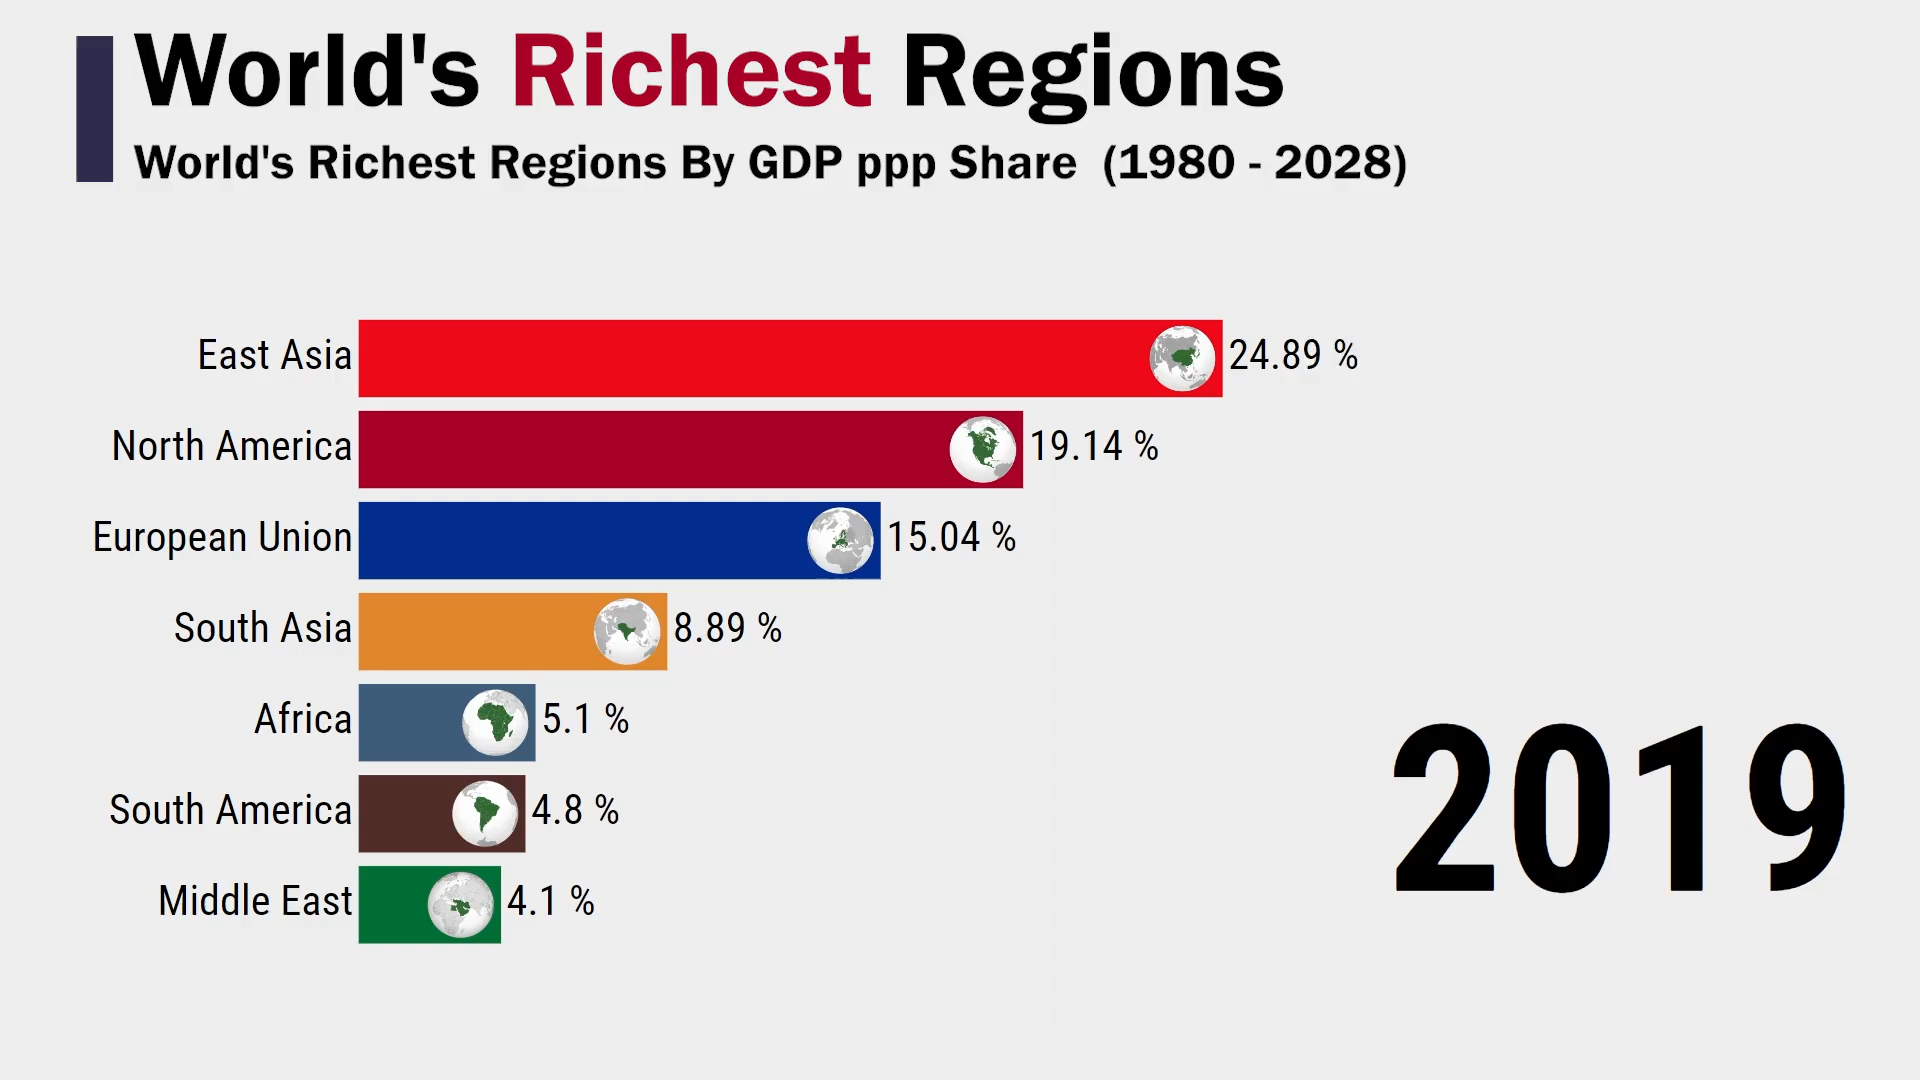 World's Richest Regions
World's Richest Regions By GDP ppp Share (1980 - 2028)
East Asia 24.89 %
North America 19.14 %
European Union 15.04 %
South Asia 8.89 %
Africa 5.1 %
South America 4.8 %
Middle East 4.1 %
2019